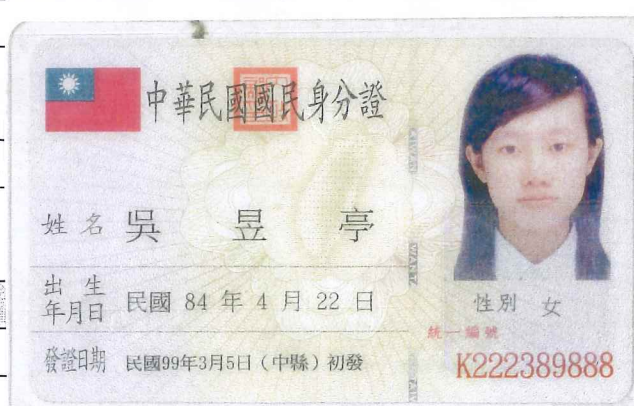 中華民國國民身分證
姓名 吳昱亭
出生年月日 民國 84 年 4 月 22 日
性別 女
發證日期 民國99年3月5日(中縣)初發
統一編號
K222389888